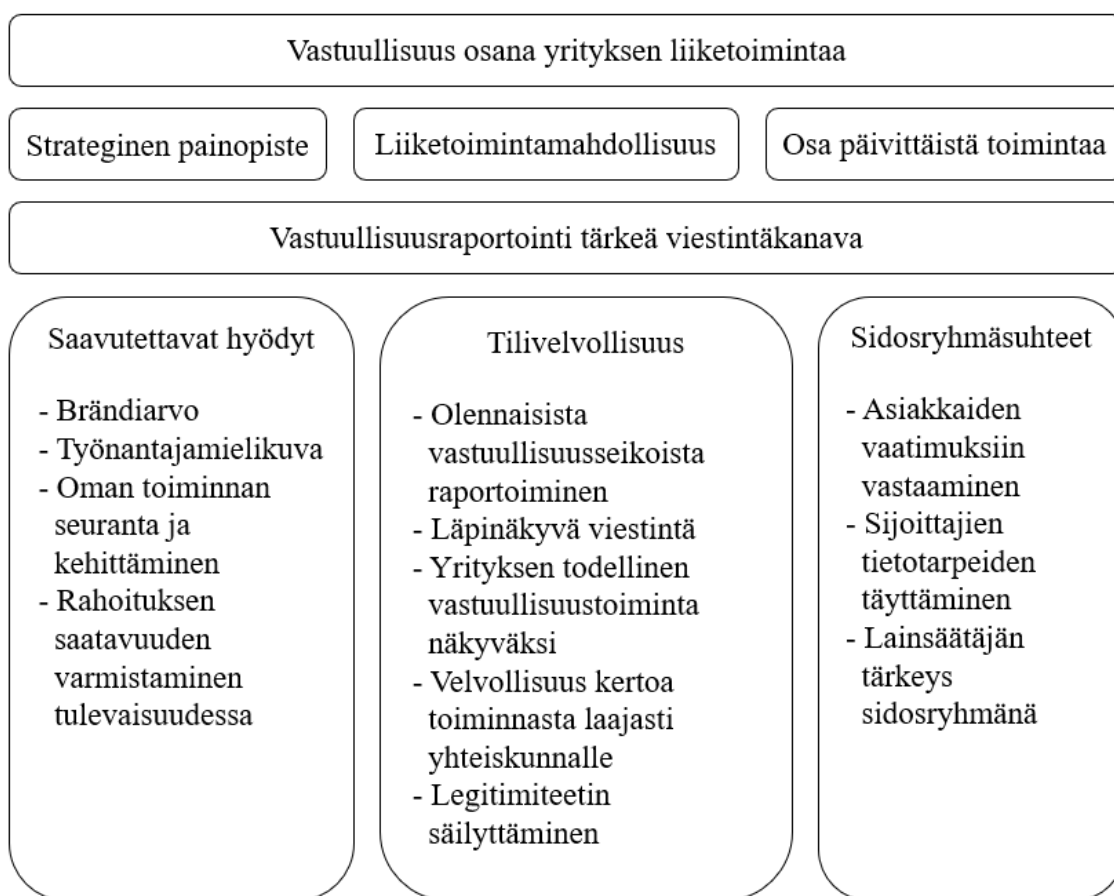 Vastuullisuus osana yrityksen liiketoimintaa
Strateginen painopiste
Liiketoimintamahdollisuus
Osa päivittäistä toimintaa
Vastuullisuusraportointi tärkeä viestintäkanava
Saavutettavat hyödyt
- Brändiarvo
- Työnantajamielikuva
- Oman toiminnan
seuranta ja
kehittäminen
- Rahoituksen
saatavuuden
varmistaminen
tulevaisuudessa
Tilivelvollisuus
- Olennaisista
vastuullisuusseikoista
raportoiminen
- Läpinäkyvä viestintä
- Yrityksen todellinen
vastuullisuustoiminta
näkyväksi
- Velvollisuus kertoa
toiminnasta laajasti
yhteiskunnalle
- Legitimiteetin
säilyttäminen
Sidosryhmäsuhteet
- Asiakkaiden
vaatimuksiin
vastaaminen
- Sijoittajien
tietotarpeiden
täyttäminen
- Lainsäätäjän
tärkeys
sidosryhmänä